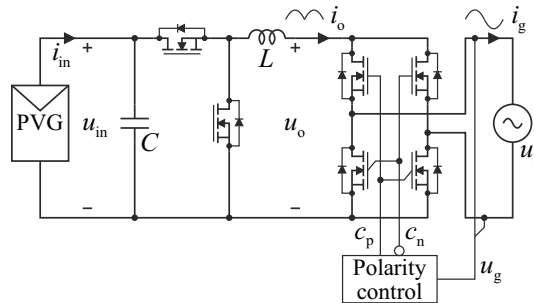 i_in
+
L
+
i_o
i_g
PVG
u_in
C
u_o
u
−
−
c_p
c_n
Polarity
control
u_g